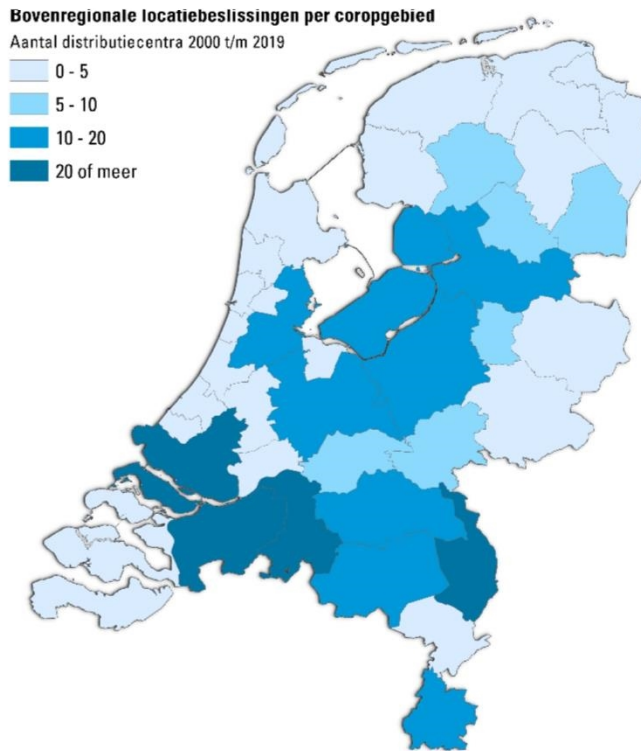 Bovenregionale locatiebeslissingen per coropgebied
Aantal distributiecentra 2000 t/m 2019
0 - 5
5 - 10
10 - 20
20 of meer